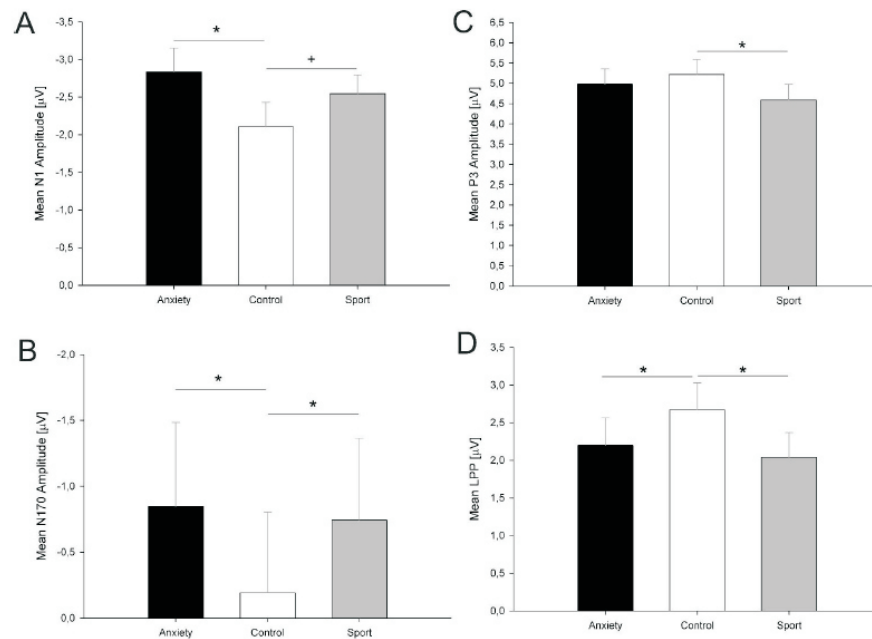 A
Mean N1 Amplitude [µV]
-3,5
-3,0
-2,5
-2,0
-1,5
-1,0
-0,5
0,0
*
+
Anxiety
Control
Sport
C
Mean P3 Amplitude [µV]
6,5
6,0
5,5
5,0
4,5
4,0
3,5
3,0
2,5
2,0
1,5
1,0
0,5
0,0
*
Anxiety
Control
Sport
B
Mean N170 Amplitude [µV]
-2,0
-1,5
-1,0
-0,5
0,0
*
*
Anxiety
Control
Sport
D
Mean LPP [µV]
3,5
3,0
2,5
2,0
1,5
1,0
0,5
0,0
*
*
Anxiety
Control
Sport